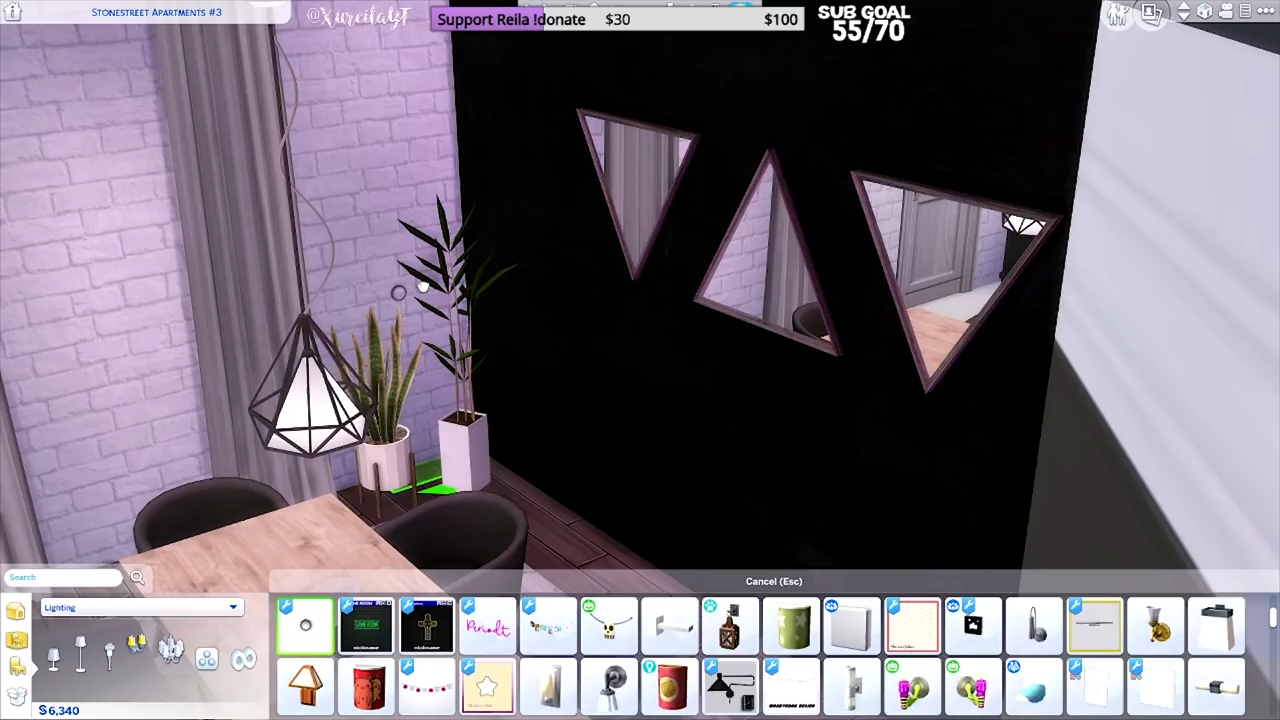 STONESTREET APARTMENTS #3
@XureilaYT
Support Reila !donate $30 $100
SUB GOAL
55/70
Cancel (Esc)
Search
Lighting
Periodt
$6,340